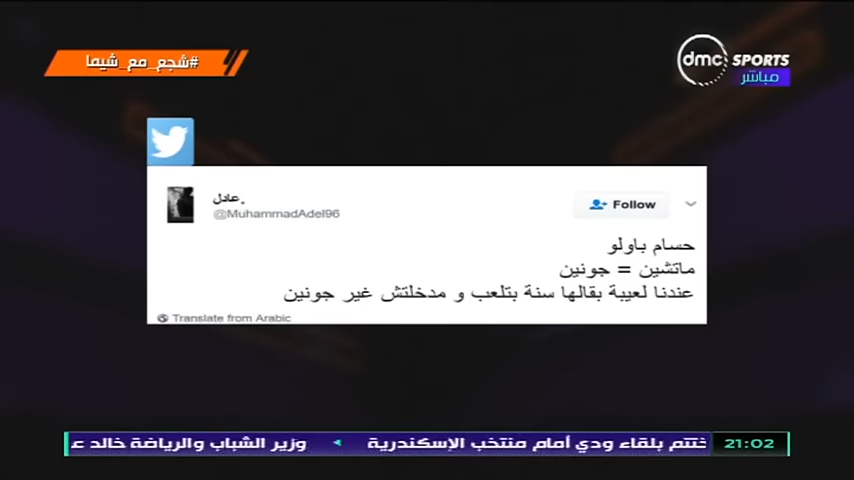 #شجع_مع_شيما
dmc SPORTS
مباشر
عادل.
@MuhammadAdel96
Follow
حسام باولو
ماتشين = جونين
عندنا لعيبة بقالها سنة بتلعب و مدخلتش غير جونين
Translate from Arabic
ختتم بلقاء ودي أمام منتخب الإسكندرية ◄ وزير الشباب والرياضة خالد عـ
21:02